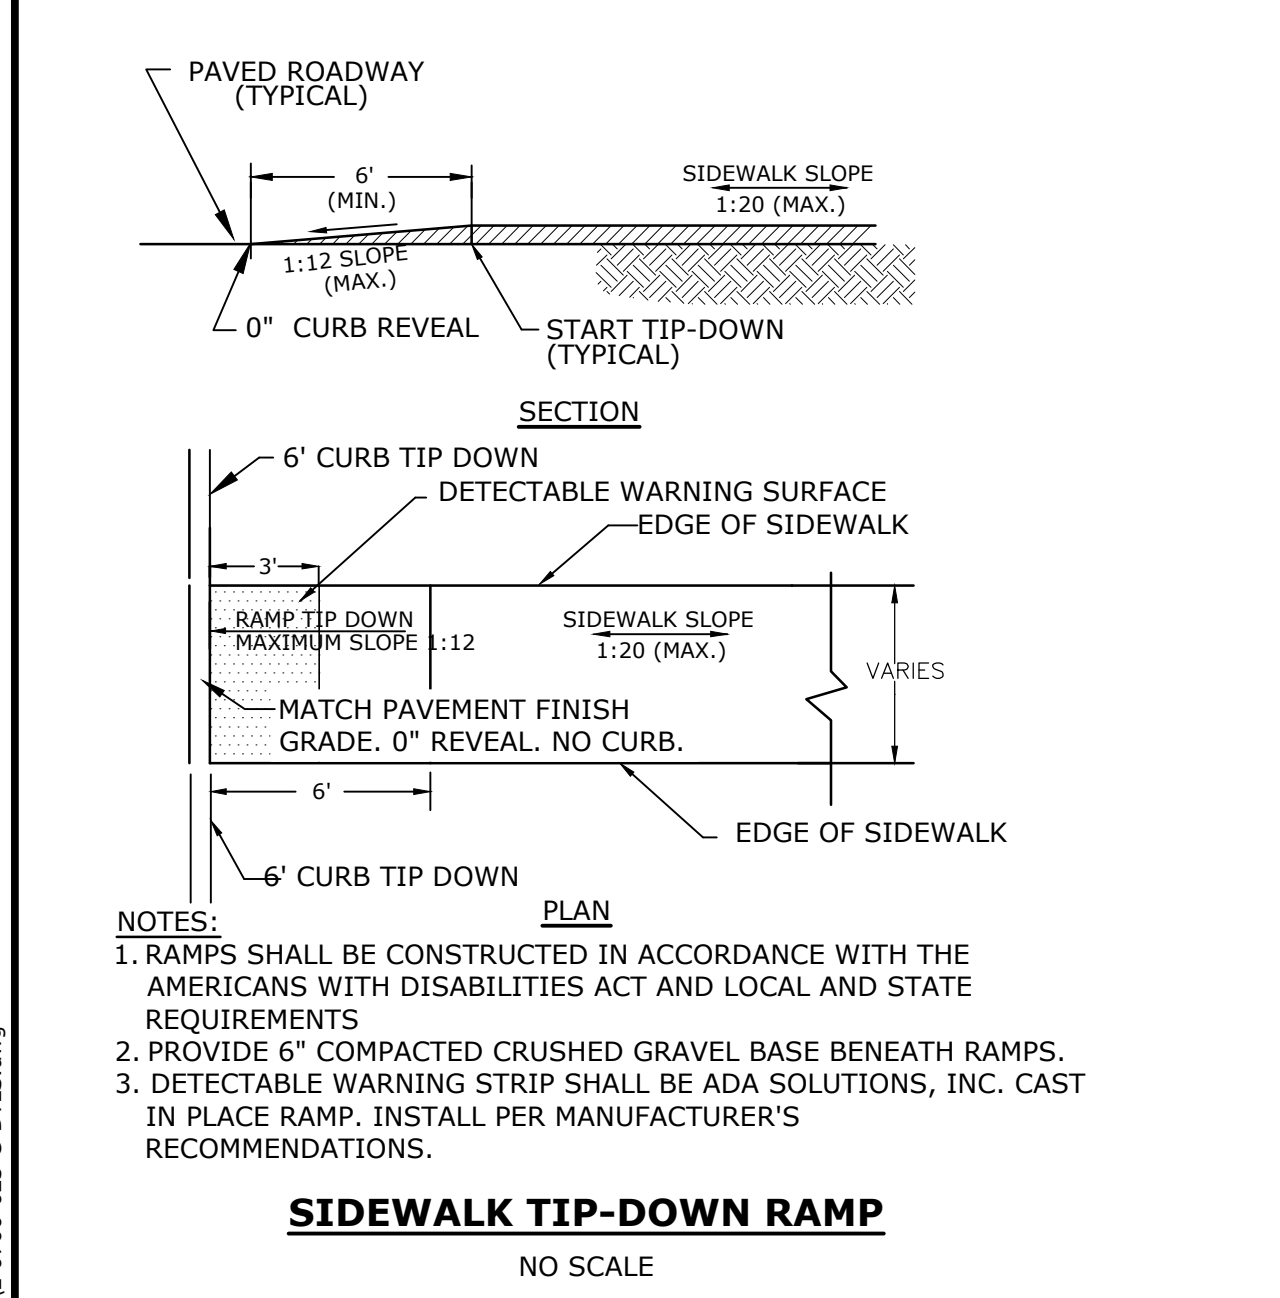 PAVED ROADWAY
(TYPICAL)
6'
(MIN.)
SIDEWALK SLOPE
1:20 (MAX.)
1:12 SLOPE
(MAX.)
0" CURB REVEAL
START TIP-DOWN
(TYPICAL)
SECTION
6' CURB TIP DOWN
DETECTABLE WARNING SURFACE
EDGE OF SIDEWALK
3'
RAMP TIP DOWN
MAXIMUM SLOPE 1:12
SIDEWALK SLOPE
1:20 (MAX.)
VARIES
MATCH PAVEMENT FINISH
GRADE. 0" REVEAL. NO CURB.
6'
EDGE OF SIDEWALK
6' CURB TIP DOWN
PLAN
NOTES:
1. RAMPS SHALL BE CONSTRUCTED IN ACCORDANCE WITH THE
AMERICANS WITH DISABILITIES ACT AND LOCAL AND STATE
REQUIREMENTS
2. PROVIDE 6" COMPACTED CRUSHED GRAVEL BASE BENEATH RAMPS.
3. DETECTABLE WARNING STRIP SHALL BE ADA SOLUTIONS, INC. CAST
IN PLACE RAMP. INSTALL PER MANUFACTURER'S
RECOMMENDATIONS.
SIDEWALK TIP-DOWN RAMP
NO SCALE